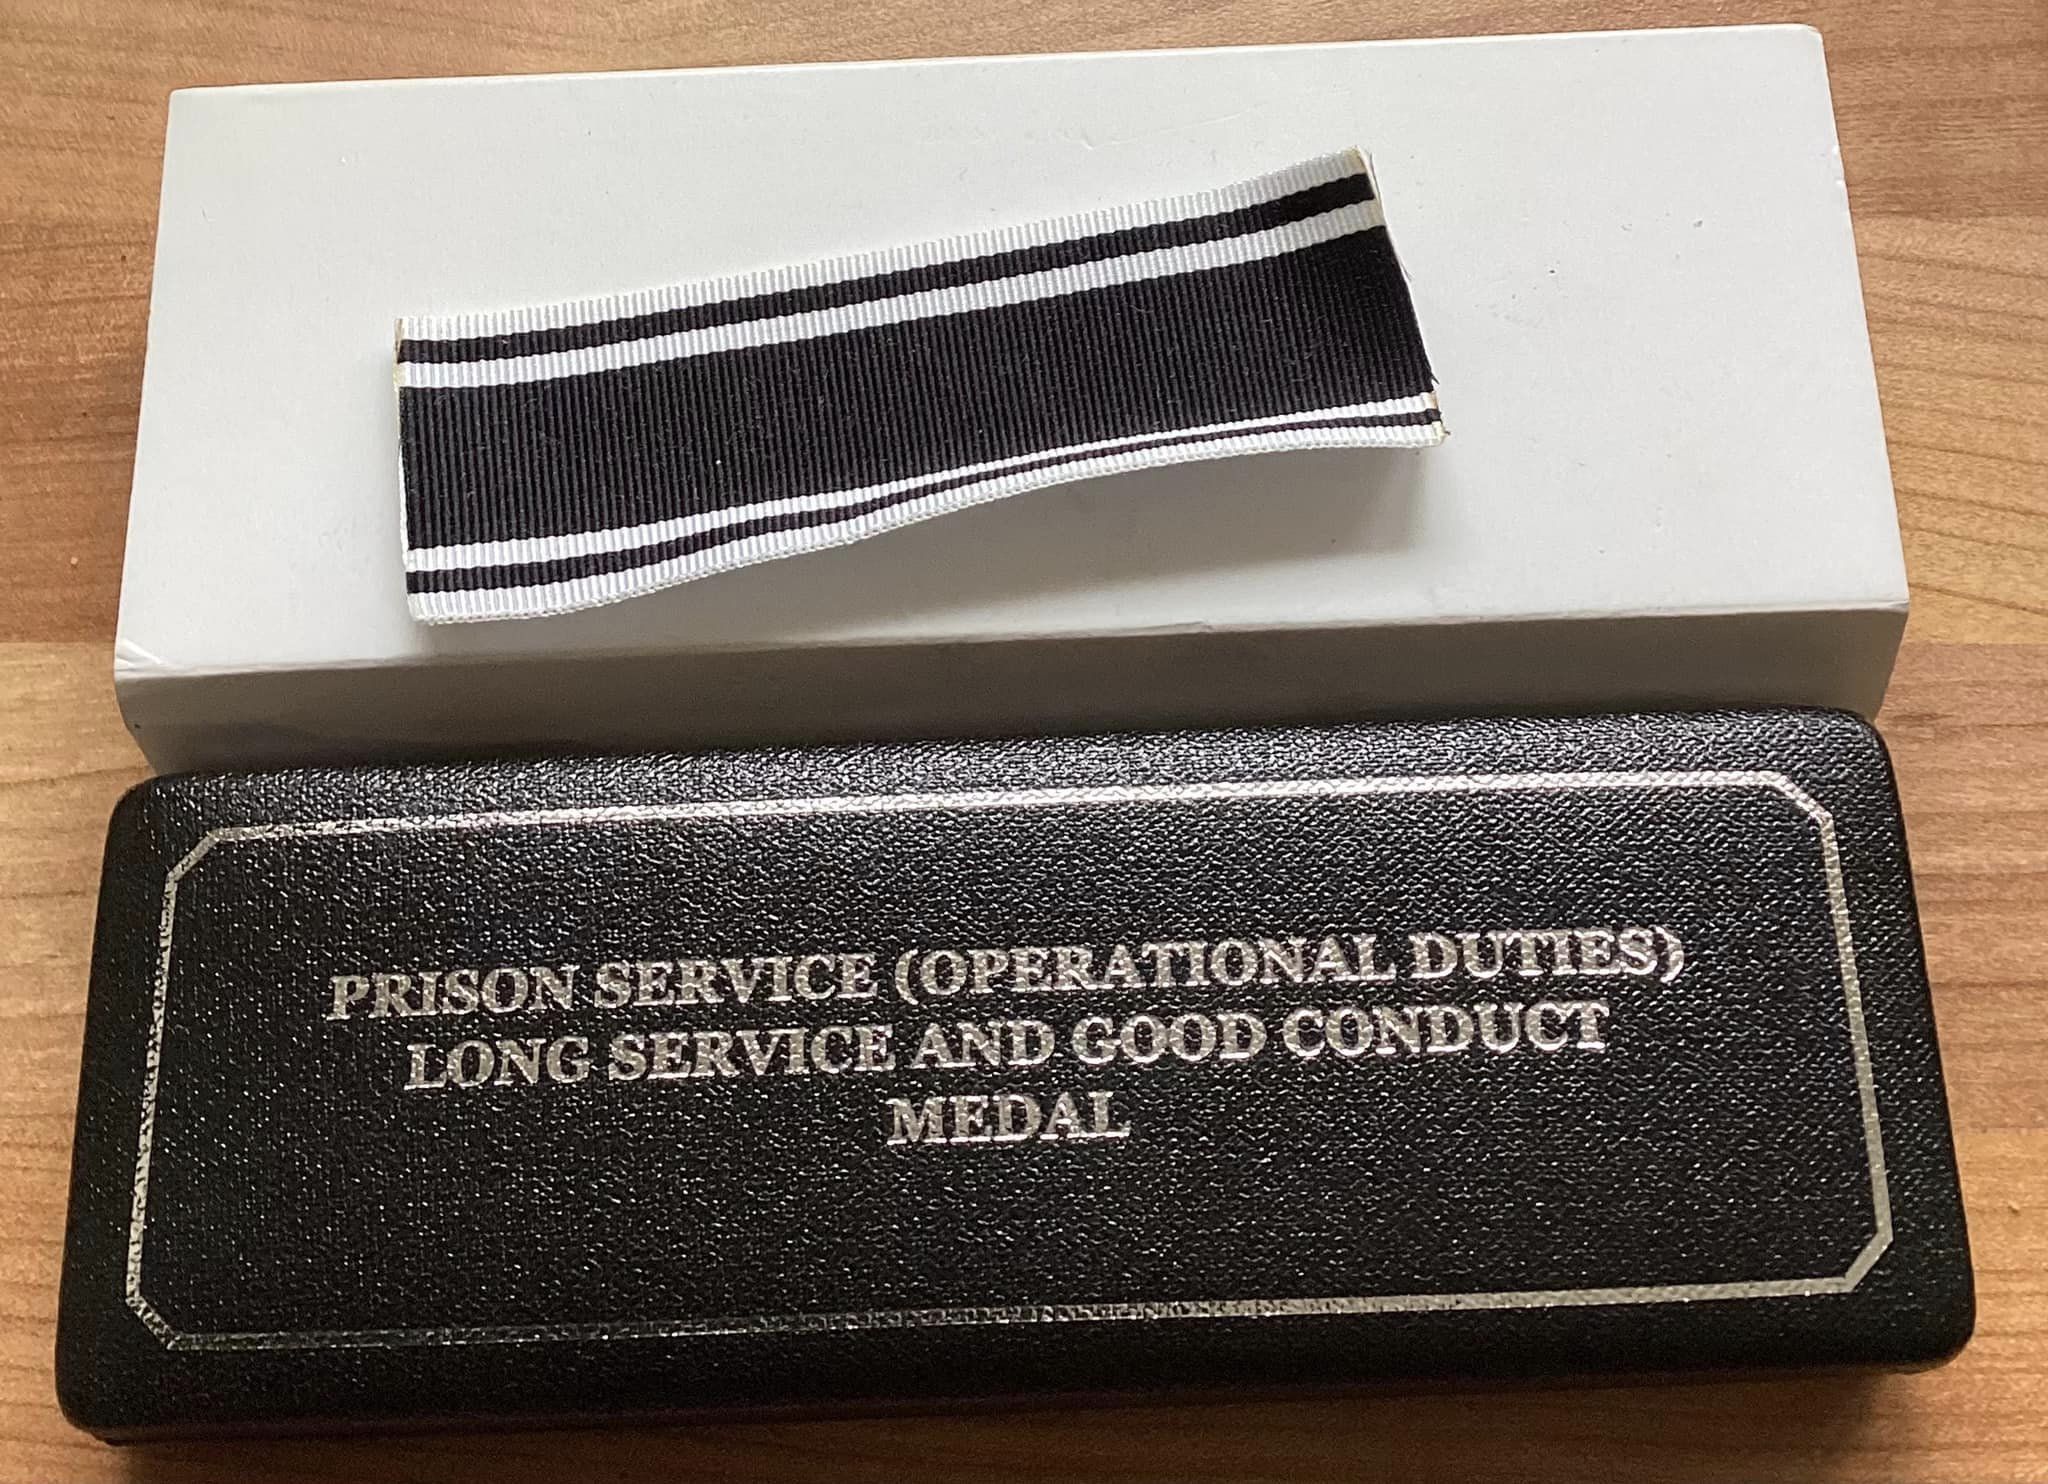 PRISON SERVICE (OPERATIONAL DUTIES)
LONG SERVICE AND GOOD CONDUCT
MEDAL